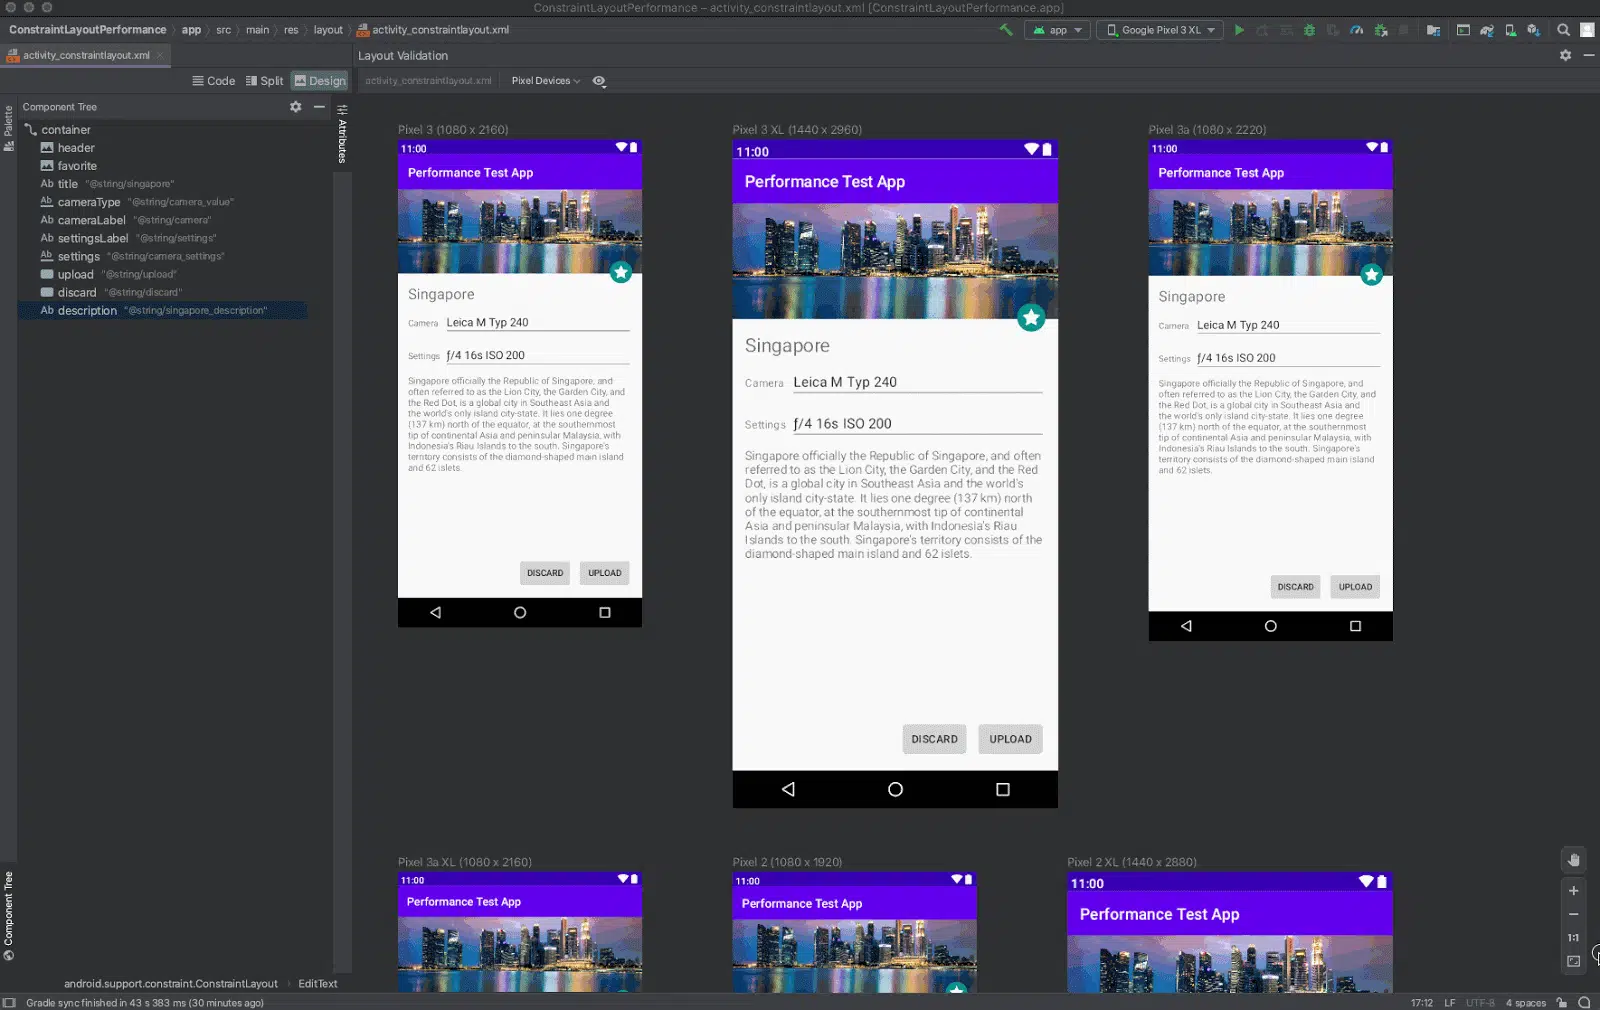 ConstraintLayoutPerformance – activity_constraintlayout.xml [ConstraintLayoutPerformance.app]
ConstraintLayoutPerformance app src main res layout activity_constraintlayout.xml
app Google Pixel 3 XL
activity_constraintlayout.xml
Layout Validation
Code Split Design
activity_constraintlayout.xml Pixel Devices
Palette
Component Tree
Attributes
container
header
favorite
Ab title "@string/singapore"
Ab cameraType "@string/camera_value"
Ab cameraLabel "@string/camera"
Ab settingsLabel "@string/settings"
Ab settings "@string/camera_settings"
upload "@string/upload"
discard "@string/discard"
Ab description "@string/singapore_description"
Pixel 3 (1080 x 2160)
11:00
Performance Test App
Singapore
Camera Leica M Typ 240
Settings ƒ/4 16s ISO 200
Singapore officially the Republic of Singapore, and
often referred to as the Lion City, the Garden City, and
the Red Dot, is a global city in Southeast Asia and
the world's only island city-state. It lies one degree
(137 km) north of the equator, at the southernmost
tip of continental Asia and peninsular Malaysia, with
Indonesia's Riau Islands to the south. Singapore's
territory consists of the diamond-shaped main island
and 62 islets.
DISCARD UPLOAD
Pixel 3 XL (1440 x 2960)
11:00
Performance Test App
Singapore
Camera Leica M Typ 240
Settings ƒ/4 16s ISO 200
Singapore officially the Republic of Singapore, and often
referred to as the Lion City, the Garden City, and the Red
Dot, is a global city in Southeast Asia and the world's
only island city-state. It lies one degree (137 km) north
of the equator, at the southernmost tip of continental
Asia and peninsular Malaysia, with Indonesia's Riau
Islands to the south. Singapore's territory consists of the
diamond-shaped main island and 62 islets.
DISCARD UPLOAD
Pixel 3a (1080 x 2220)
11:00
Performance Test App
Singapore
Camera Leica M Typ 240
Settings ƒ/4 16s ISO 200
Singapore officially the Republic of Singapore, and
often referred to as the Lion City, the Garden City, and
the Red Dot, is a global city in Southeast Asia and
the world's only island city-state. It lies one degree
(137 km) north of the equator, at the southernmost
tip of continental Asia and peninsular Malaysia, with
Indonesia's Riau Islands to the south. Singapore's
territory consists of the diamond-shaped main island
and 62 islets.
DISCARD UPLOAD
Pixel 3a XL (1080 x 2160)
11:00
Performance Test App
Pixel 2 (1080 x 1920)
11:00
Performance Test App
Pixel 2 XL (1440 x 2880)
11:00
Performance Test App
1:1
Component Tree
android.support.constraint.ConstraintLayout EditText
Gradle sync finished in 43 s 383 ms (30 minutes ago)
17:12 LF UTF-8 4 spaces